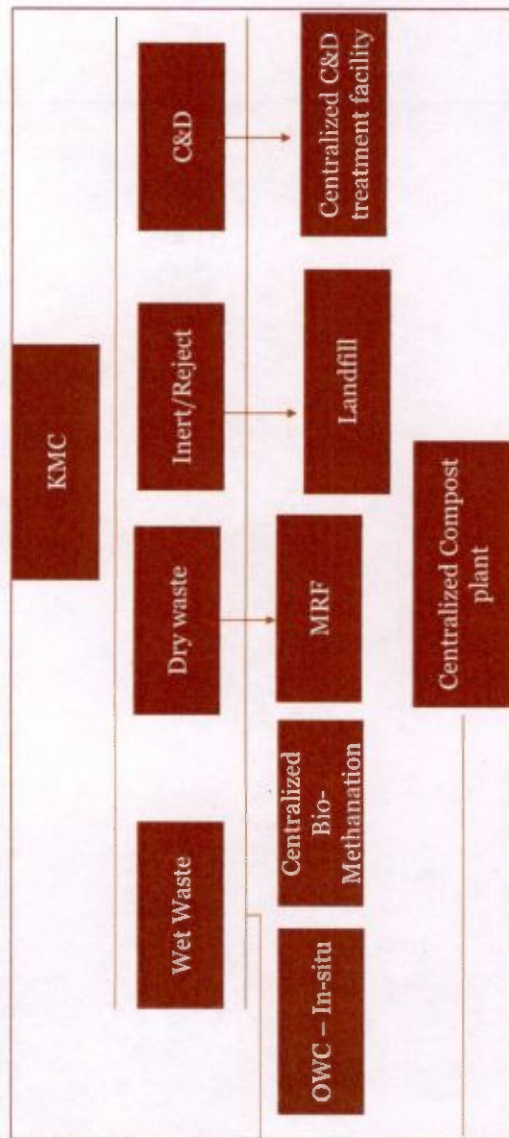 KMC
Wet Waste
Dry waste
Inert/Reject
C&D
OWC – In-situ
Centralized
Bio-
Methanation
MRF
Landfill
Centralized C&D
treatment facility
Centralized Compost
plant